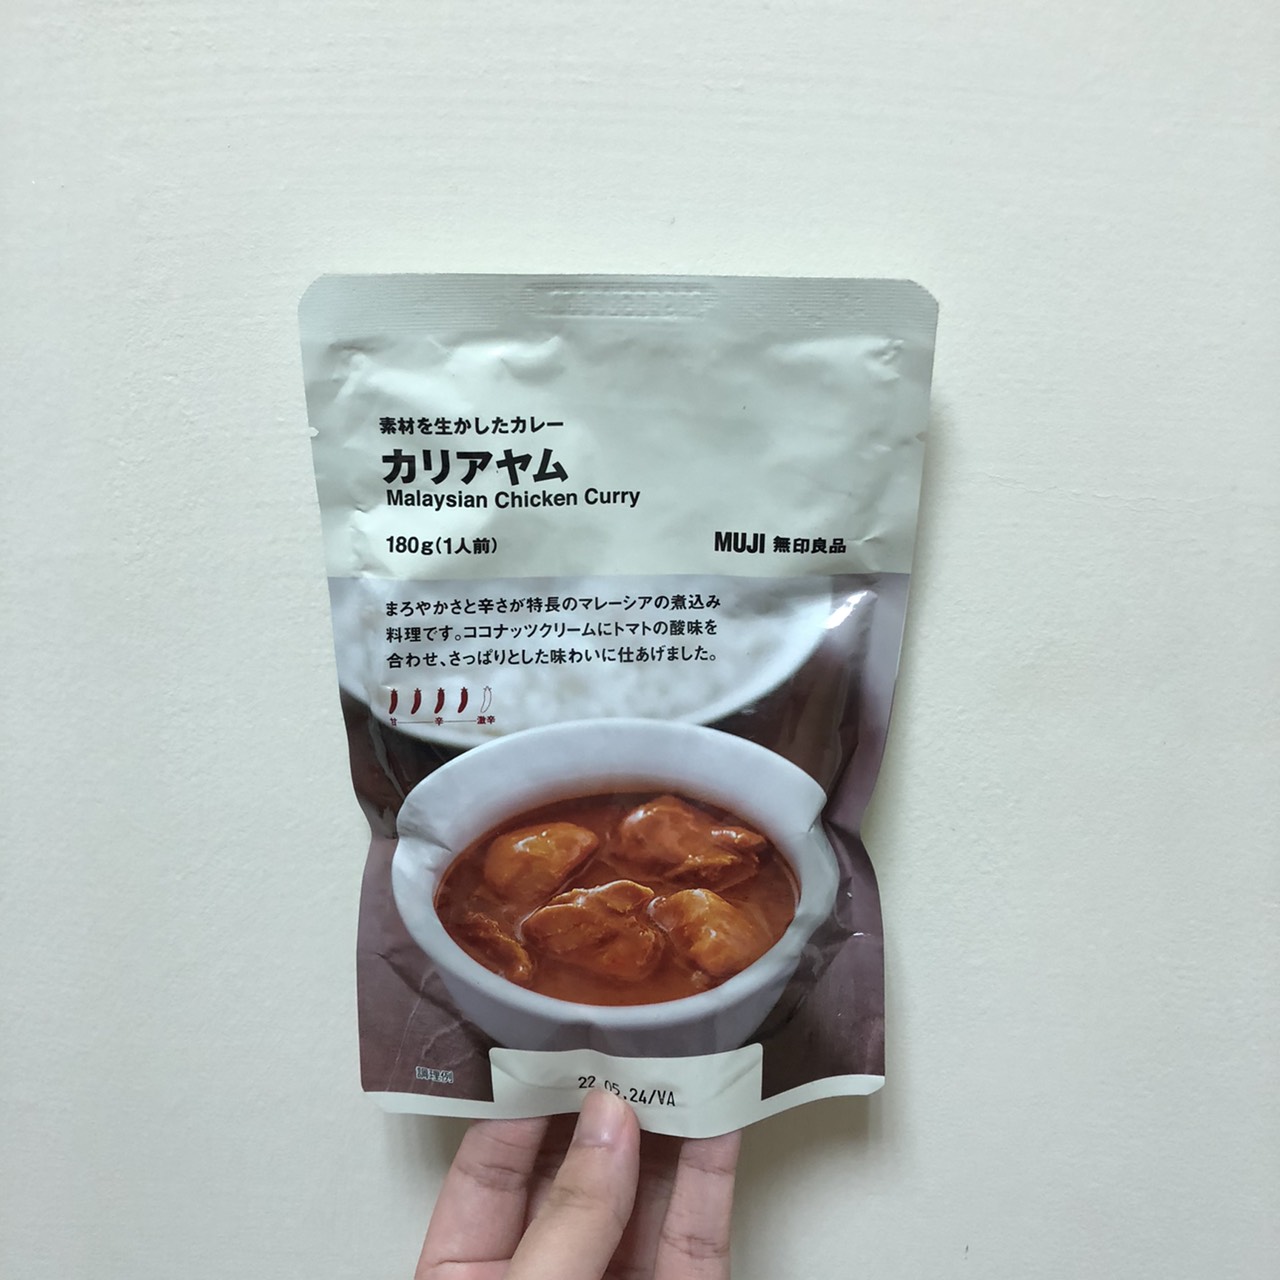 素材を生かしたカレー
カリアヤム
Malaysian Chicken Curry
180g(1人前)
MUJI 無印良品
まろやかさと辛さが特長のマレーシアの煮込み
料理です。ココナッツクリームにトマトの酸味を
合わせ、さっぱりとした味わいに仕あげました。
甘 辛 激辛
調理例
22.05.24/VA